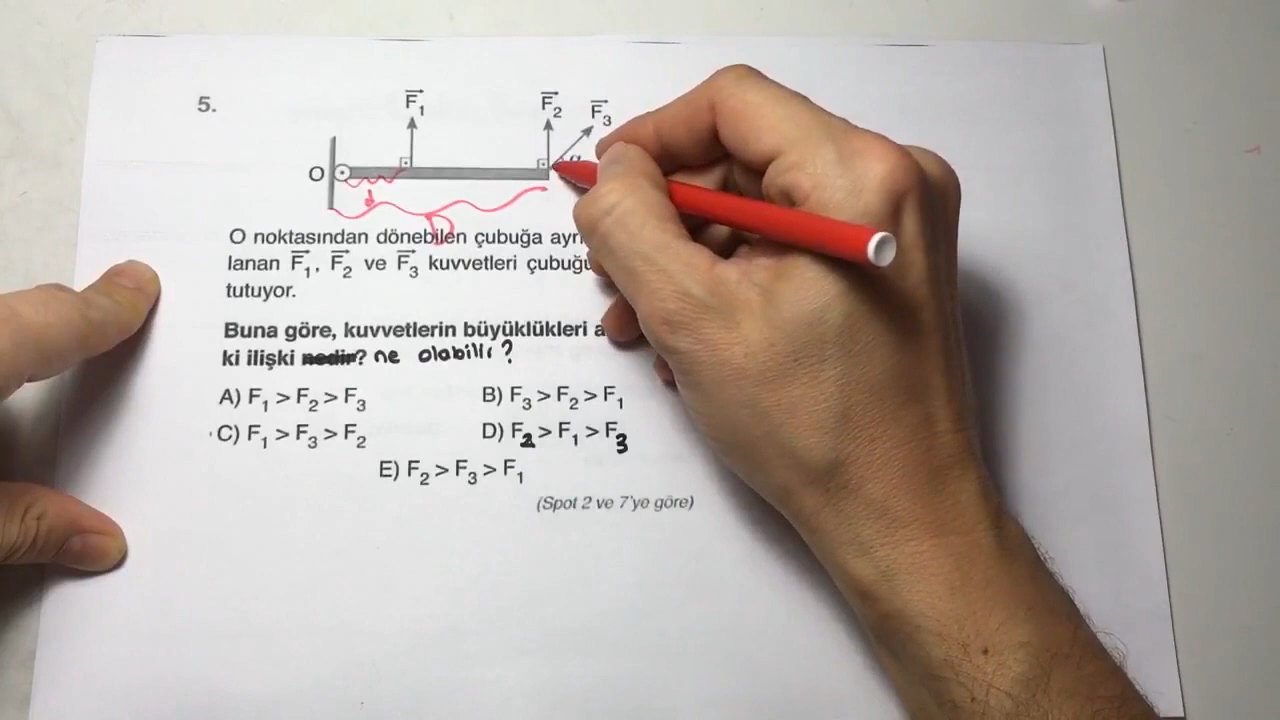 5.
F₁ F₂ F₃
α
O
d
D
O noktasından dönebilen çubuğa
lanan F₁, F₂ ve F₃ kuvvetleri
tutuyor.
Buna göre, kuvvetlerin büyüklükleri a
ki ilişki nedir? ne olabilir?
A) F₁ > F₂ > F₃ B) F₃ > F₂ > F₁
C) F₁ > F₃ > F₂ D) F₂ > F₁ > F₃
E) F₂ > F₃ > F₁
(Spot 2 ve 7'ye göre)